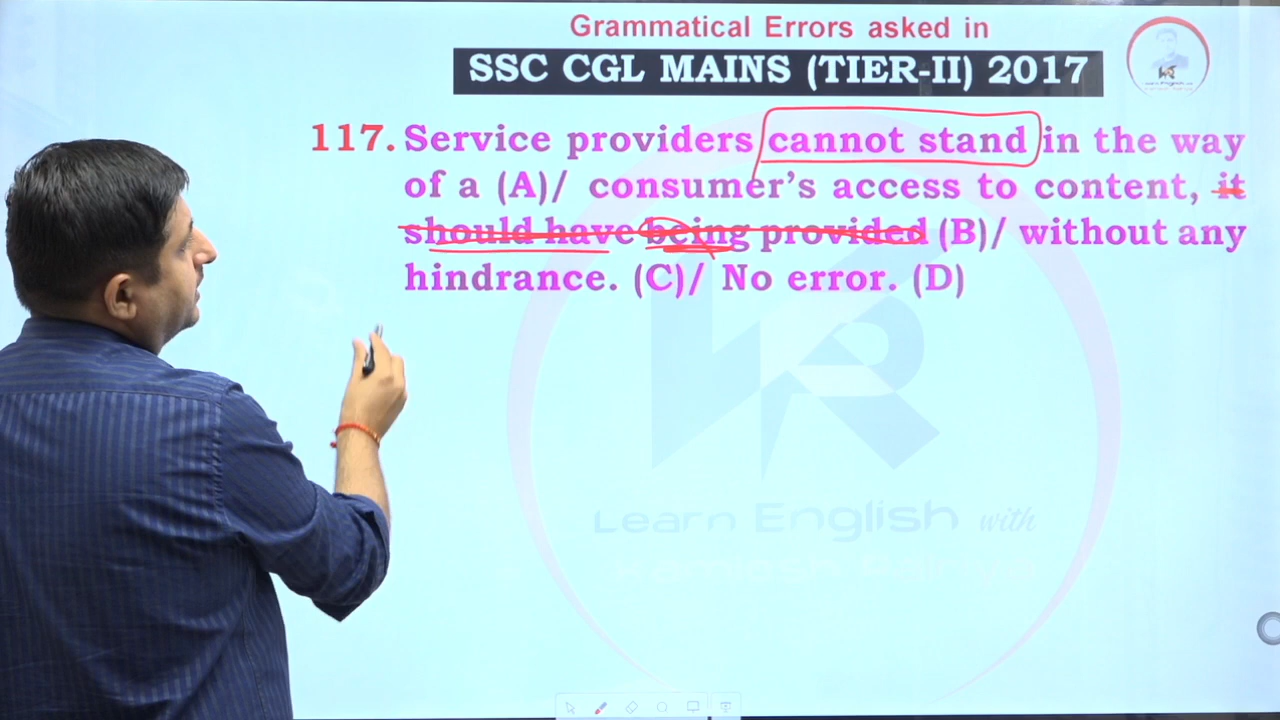 Grammatical Errors asked in
SSC CGL MAINS (TIER-II) 2017
117. Service providers cannot stand in the way
of a (A)/ consumer's access to content, it
should have being provided (B)/ without any
hindrance. (C)/ No error. (D)
Learn English with